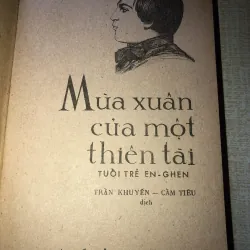 Mùa xuân
của một
thiên tài
TUỔI TRẺ EN-GHEN
TRẦN KHUYẾN — CẨM TIÊU
dịch